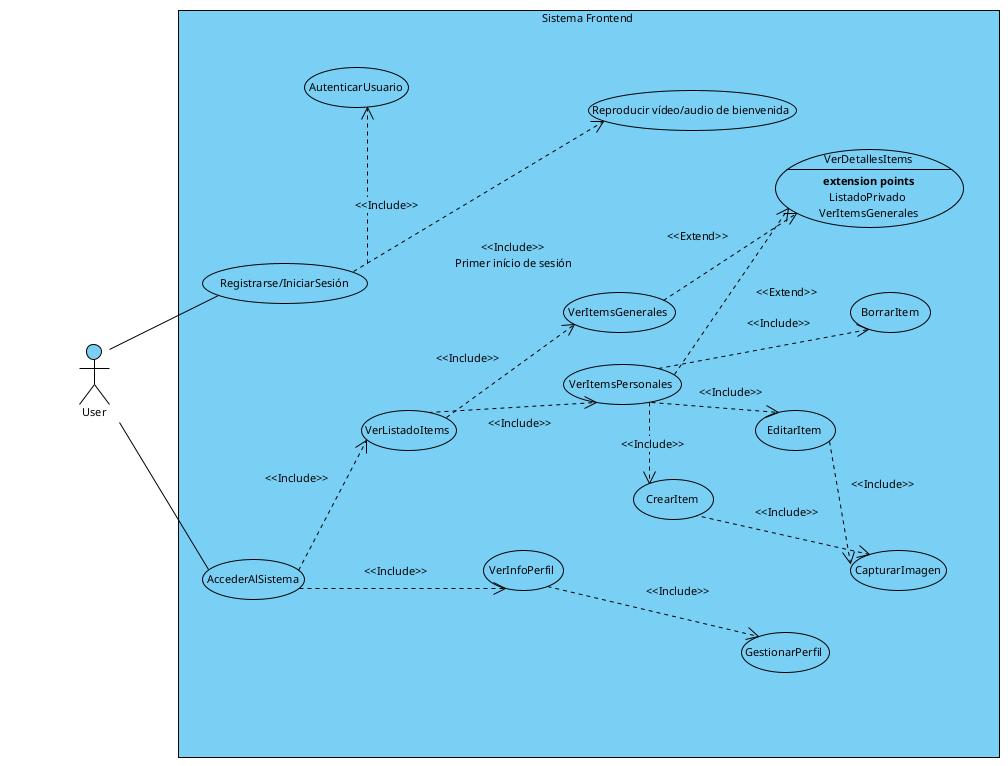 Sistema Frontend
AutenticarUsuario
Reproducir vídeo/audio de bienvenida
VerDetallesItems
extension points
ListadoPrivado
VerItemsGenerales
<<Include>>
<<Extend>>
<<Include>>
Primer início de sesión
Registrarse/IniciarSesión
<<Extend>>
VerItemsGenerales
BorrarItem
<<Include>>
<<Include>>
VerItemsPersonales
<<Include>>
User
<<Include>>
VerListadoItems
EditarItem
<<Include>>
<<Include>>
<<Include>>
CrearItem
<<Include>>
AccederAlSistema
<<Include>>
VerInfoPerfil
CapturarImagen
<<Include>>
GestionarPerfil